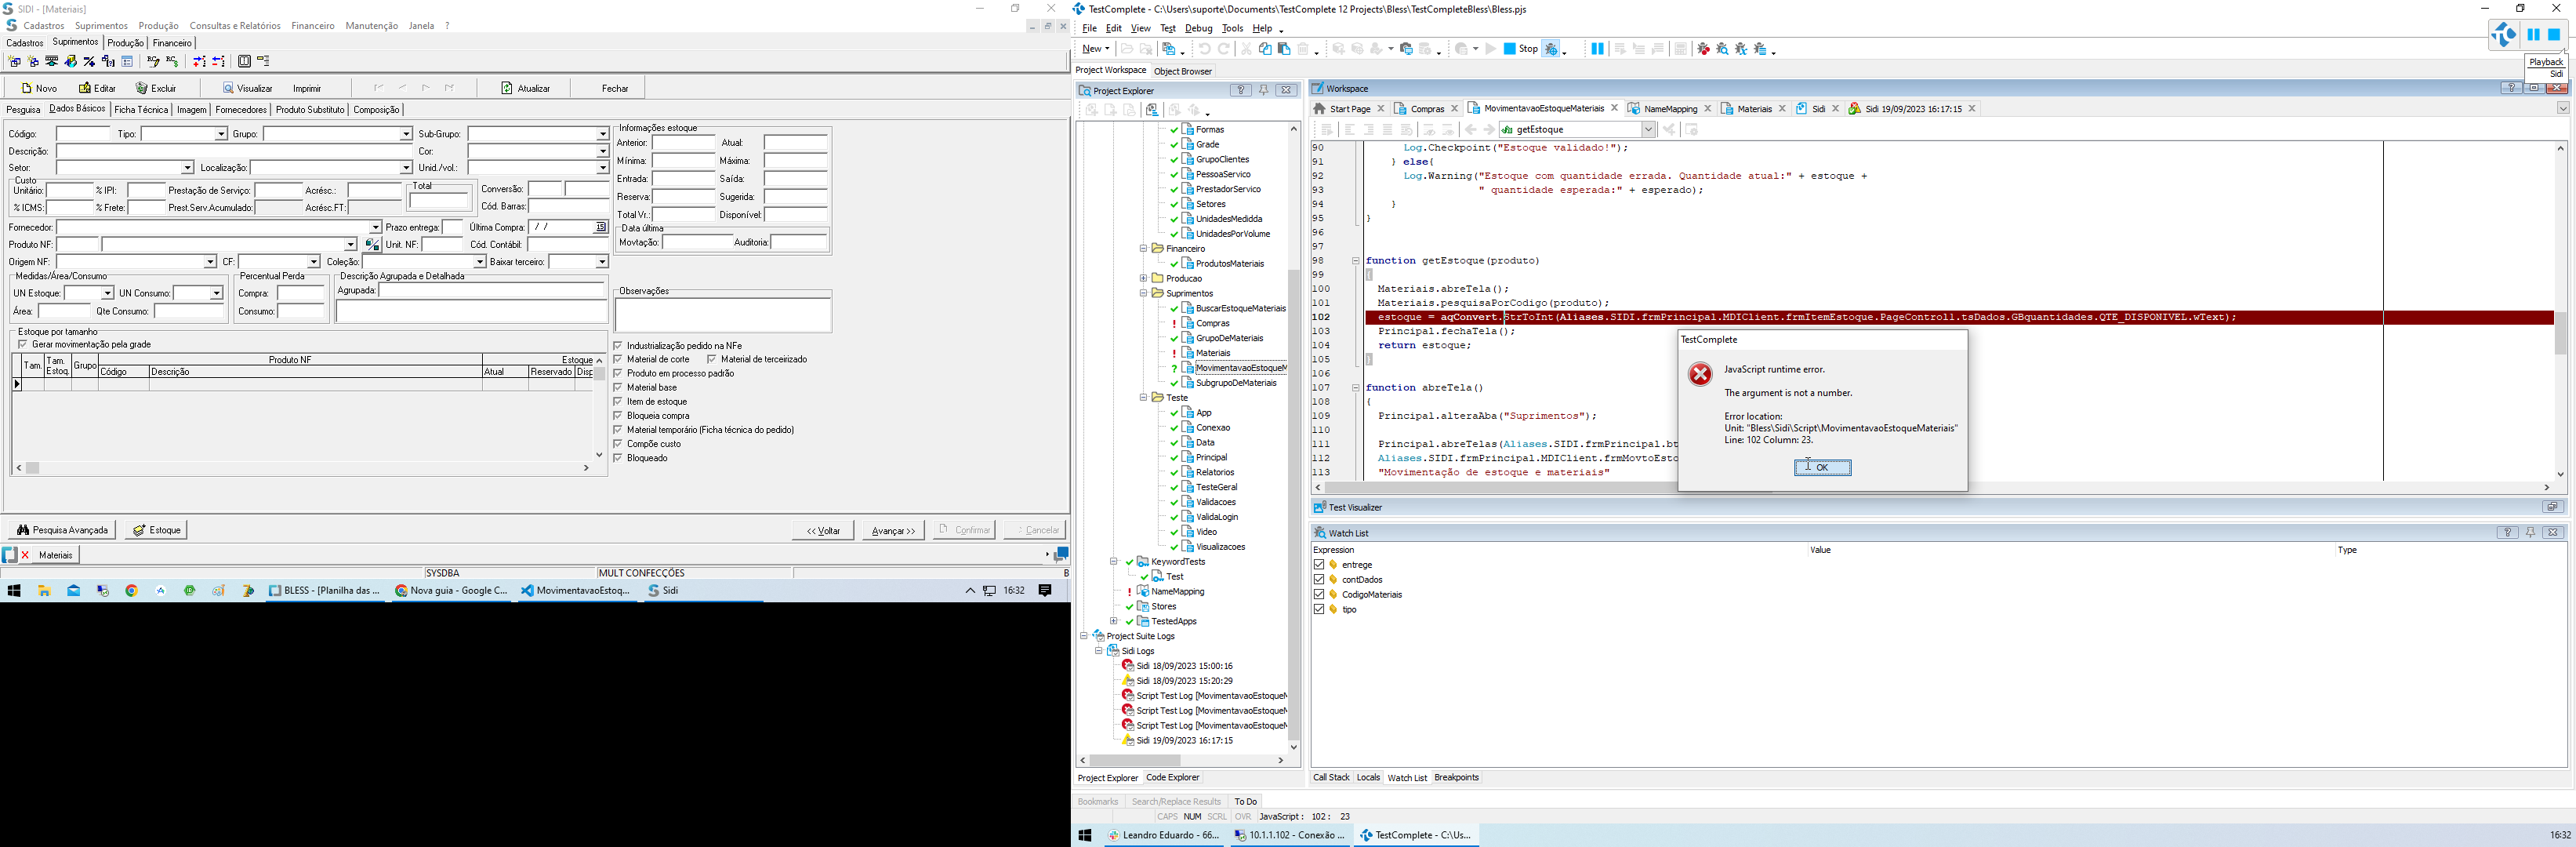 SIDI - [Materiais]
Cadastros Suprimentos Produção Consultas e Relatórios Financeiro Manutenção Janela ?
Cadastros Suprimentos Produção Financeiro
Novo Editar Excluir Visualizar Imprimir Atualizar Fechar
Pesquisa Dados Básicos Ficha Técnica Imagem Fornecedores Produto Substituto Composição
Código: Tipo: Grupo: Sub-Grupo:
Descrição: Cor:
Setor: Localização: Unid./vol.:
Custo
Unitário: % IPI: Prestação de Serviço: Acrésc.: Total Conversão:
% ICMS: % Frete: Prest.Serv.Acumulado: Acrésc.FT: Cód. Barras:
Fornecedor: Prazo entrega: Última Compra: / /
Produto NF: Unit. NF: Cód. Contábil:
Origem NF: CF: Coleção: Baixar terceiro:
Medidas/Área/Consumo Percentual Perda Descrição Agrupada e Detalhada
UN Estoque: UN Consumo: Compra: Agrupada:
Área: Qte Consumo: Consumo:
Estoque por tamanho
Gerar movimentação pela grade
Tam. Tam. Estoq. Grupo Produto NF Estoque
Código Descrição Atual Reservado Disp
Informações estoque
Anterior: Atual:
Mínima: Máxima:
Entrada: Saída:
Reserva: Sugerida:
Total Vr.: Disponível:
Data última
Movtação: Auditoria:
Observações
Industrialização pedido na NFe
Material de corte Material de terceirizado
Produto em processo padrão
Material base
Item de estoque
Bloqueia compra
Material temporário (Ficha técnica do pedido)
Compõe custo
Bloqueado
Pesquisa Avançada Estoque << Voltar Avançar >> Confirmar Cancelar
Materiais
SYSDBA MULT CONFECÇÕES B
BLESS - [Planilha das ... Nova guia - Google C... MovimentavaoEstoq... Sidi 16:32
TestComplete - C:\Users\suporte\Documents\TestComplete 12 Projects\Bless\TestCompleteBless\Bless.pjs
File Edit View Test Debug Tools Help
New Stop
Playback
Sidi
Project Workspace Object Browser
Project Explorer
Formas
Grade
GrupoClientes
PessoaServico
PrestadorServico
Setores
UnidadesMedidda
UnidadesPorVolume
Financeiro
ProdutosMateriais
Producao
Suprimentos
BuscarEstoqueMateriais
Compras
GrupoDeMateriais
Materiais
MovimentavaoEstoqueM
SubgrupoDeMateriais
Teste
App
Conexao
Data
Principal
Relatorios
TesteGeral
Validacoes
ValidaLogin
Video
Visualizacoes
KeywordTests
Test
NameMapping
Stores
TestedApps
Project Suite Logs
Sidi Logs
Sidi 18/09/2023 15:00:16
Sidi 18/09/2023 15:20:29
Script Test Log [MovimentavaoEstoqueM
Script Test Log [MovimentavaoEstoqueM
Script Test Log [MovimentavaoEstoqueM
Sidi 19/09/2023 16:17:15
Project Explorer Code Explorer
Workspace
Start Page Compras MovimentavaoEstoqueMateriais NameMapping Materiais Sidi Sidi 19/09/2023 16:17:15
getEstoque
90 Log.Checkpoint("Estoque validado!");
91 } else{
92 Log.Warning("Estoque com quantidade errada. Quantidade atual:" + estoque +
93 " quantidade esperada:" + esperado);
94 }
95 }
96
97
98 function getEstoque(produto)
99 {
100 Materiais.abreTela();
101 Materiais.pesquisaPorCodigo(produto);
102 estoque = aqConvert.StrToInt(Aliases.SIDI.frmPrincipal.MDIClient.frmItemEstoque.PageControl1.tsDados.GBquantidades.QTE_DISPONIVEL.wText);
103 Principal.fechaTela();
104 return estoque;
105 }
106
107 function abreTela()
108 {
109 Principal.alteraAba("Suprimentos");
110
111 Principal.abreTelas(Aliases.SIDI.frmPrincipal.bt
112 Aliases.SIDI.frmPrincipal.MDIClient.frmMovtoEsto
113 "Movimentação de estoque e materiais"
TestComplete
JavaScript runtime error.
The argument is not a number.
Error location:
Unit: "Bless\Sidi\Script\MovimentavaoEstoqueMateriais"
Line: 102 Column: 23.
OK
Test Visualizer
Watch List
Expression Value Type
entrege
contDados
CodigoMateriais
tipo
Call Stack Locals Watch List Breakpoints
Bookmarks Search/Replace Results To Do
CAPS NUM SCRL OVR JavaScript : 102 : 23
Leandro Eduardo - 66... 10.1.1.102 - Conexão ... TestComplete - C:\Us... 16:32